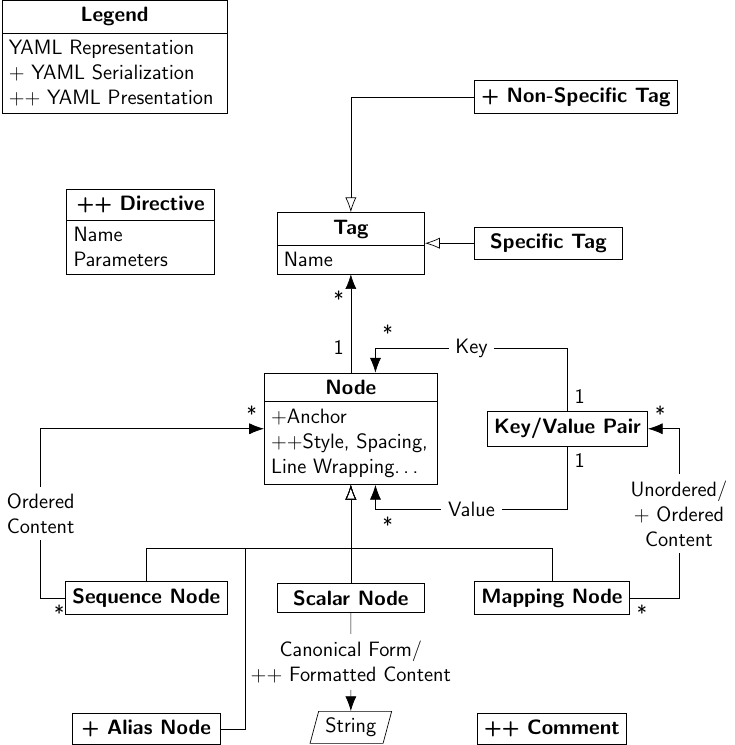 Legend
YAML Representation
+ YAML Serialization
++ YAML Presentation
+ Non-Specific Tag
++ Directive
Name
Parameters
Tag
Name
Specific Tag
*
1
*
Key
1
Node
+Anchor
++Style, Spacing,
Line Wrapping...
*
Key/Value Pair
*
1
Value
*
Ordered
Content
Unordered/
+ Ordered
Content
Sequence Node
*
Scalar Node
Mapping Node
*
Canonical Form/
++ Formatted Content
+ Alias Node
String
++ Comment